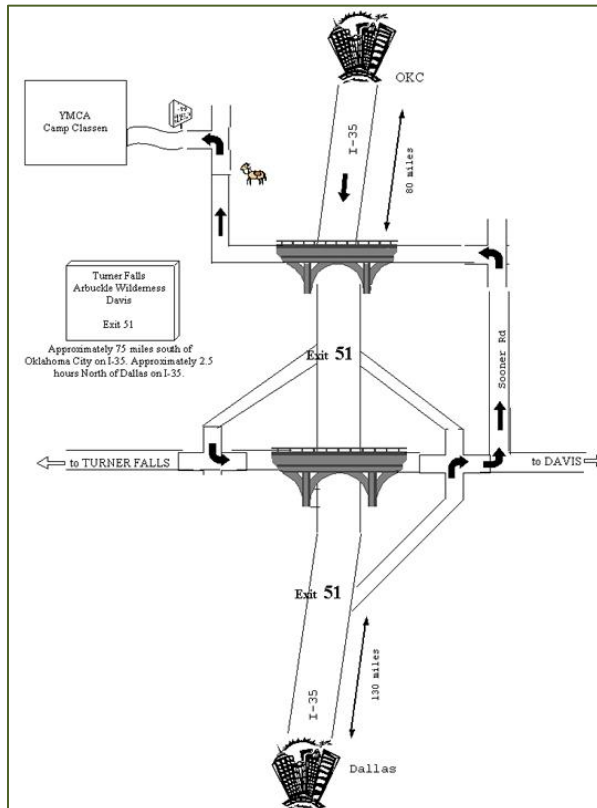 OKC
YMCA
Camp Classen
I-35
80 miles
Turner Falls
Arbuckle Wilderness
Davis
Exit 51
Approximately 75 miles south of
Oklahoma City on I-35. Approximately 2.5
hours North of Dallas on I-35.
Exit 51
Sooner Rd
to TURNER FALLS
to DAVIS
Exit 51
130 miles
I-35
Dallas